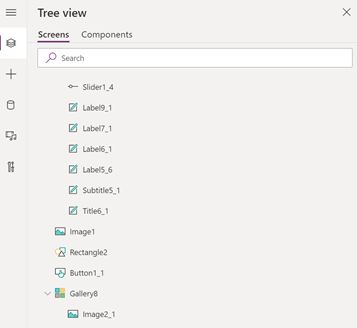 Tree view
Screens Components
Search
Slider1_4
Label9_1
Label7_1
Label6_1
Label5_6
Subtitle5_1
Title6_1
Image1
Rectangle2
Button1_1
Gallery8
Image2_1